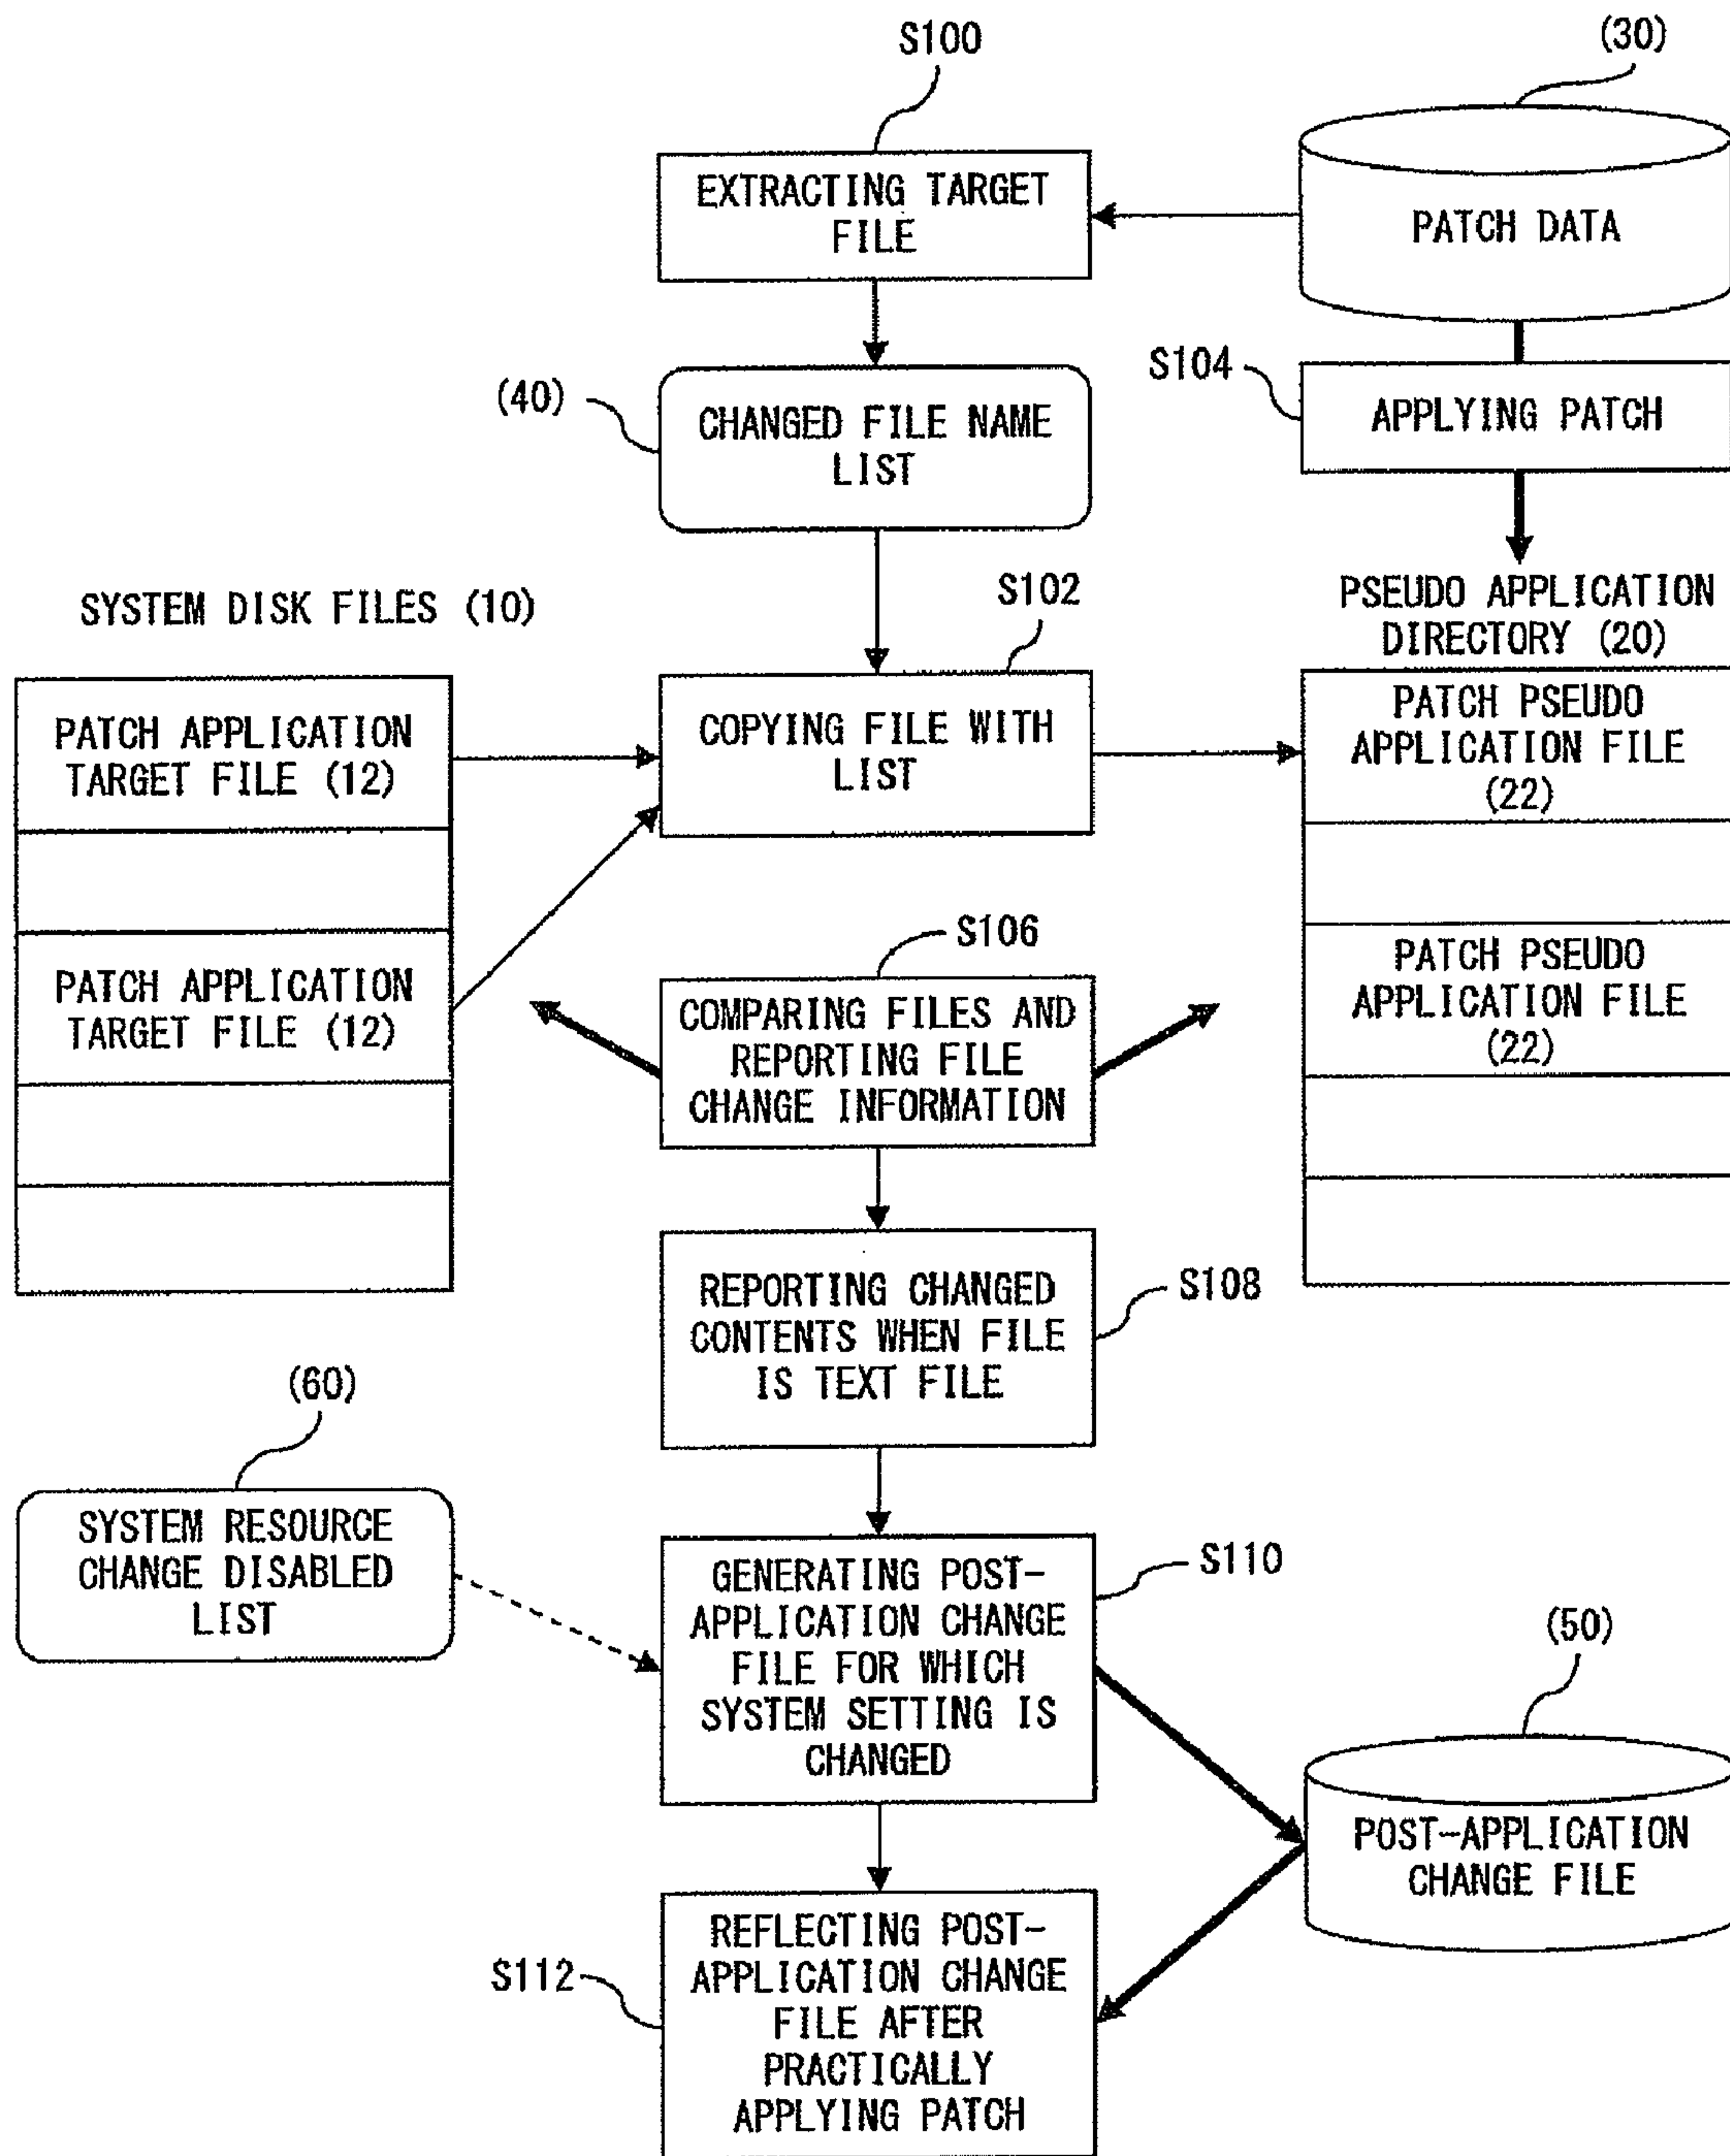 S100
(30)
EXTRACTING TARGET
FILE
PATCH DATA
S104
APPLYING PATCH
(40)
CHANGED FILE NAME
LIST
SYSTEM DISK FILES (10)
S102
PSEUDO APPLICATION
DIRECTORY (20)
PATCH APPLICATION
TARGET FILE (12)
COPYING FILE WITH
LIST
PATCH PSEUDO
APPLICATION FILE
(22)
S106
PATCH APPLICATION
TARGET FILE (12)
COMPARING FILES AND
REPORTING FILE
CHANGE INFORMATION
PATCH PSEUDO
APPLICATION FILE
(22)
REPORTING CHANGED
CONTENTS WHEN FILE
IS TEXT FILE
S108
(60)
SYSTEM RESOURCE
CHANGE DISABLED
LIST
GENERATING POST-
APPLICATION CHANGE
FILE FOR WHICH
SYSTEM SETTING IS
CHANGED
S110
(50)
POST-APPLICATION
CHANGE FILE
S112
REFLECTING POST-
APPLICATION CHANGE
FILE AFTER
PRACTICALLY
APPLYING PATCH